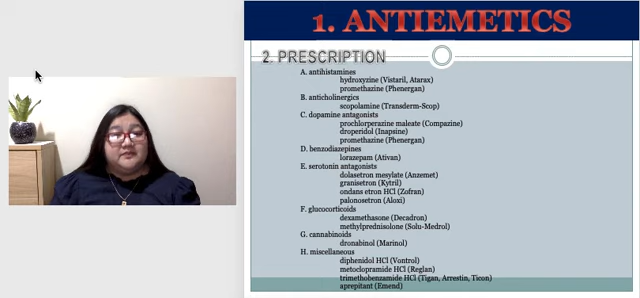 1. ANTIEMETICS
2. PRESCRIPTION
A. antihistamines
hydroxyzine (Vistaril, Atarax)
promethazine (Phenergan)
B. anticholinergics
scopolamine (Transderm-Scop)
C. dopamine antagonists
prochlorperazine maleate (Compazine)
droperidol (Inapsine)
promethazine (Phenergan)
D. benzodiazepines
lorazepam (Ativan)
E. serotonin antagonists
dolasetron mesylate (Anzemet)
granisetron (Kytril)
ondans etron HCl (Zofran)
palonosetron (Aloxi)
F. glucocorticoids
dexamethasone (Decadron)
methylprednisolone (Solu-Medrol)
G. cannabinoids
dronabinol (Marinol)
H. miscellaneous
diphenidol HCl (Vontrol)
metoclopramide HCl (Reglan)
trimethobenzamide HCl (Tigan, Arrestin, Ticon)
aprepitant (Emend)